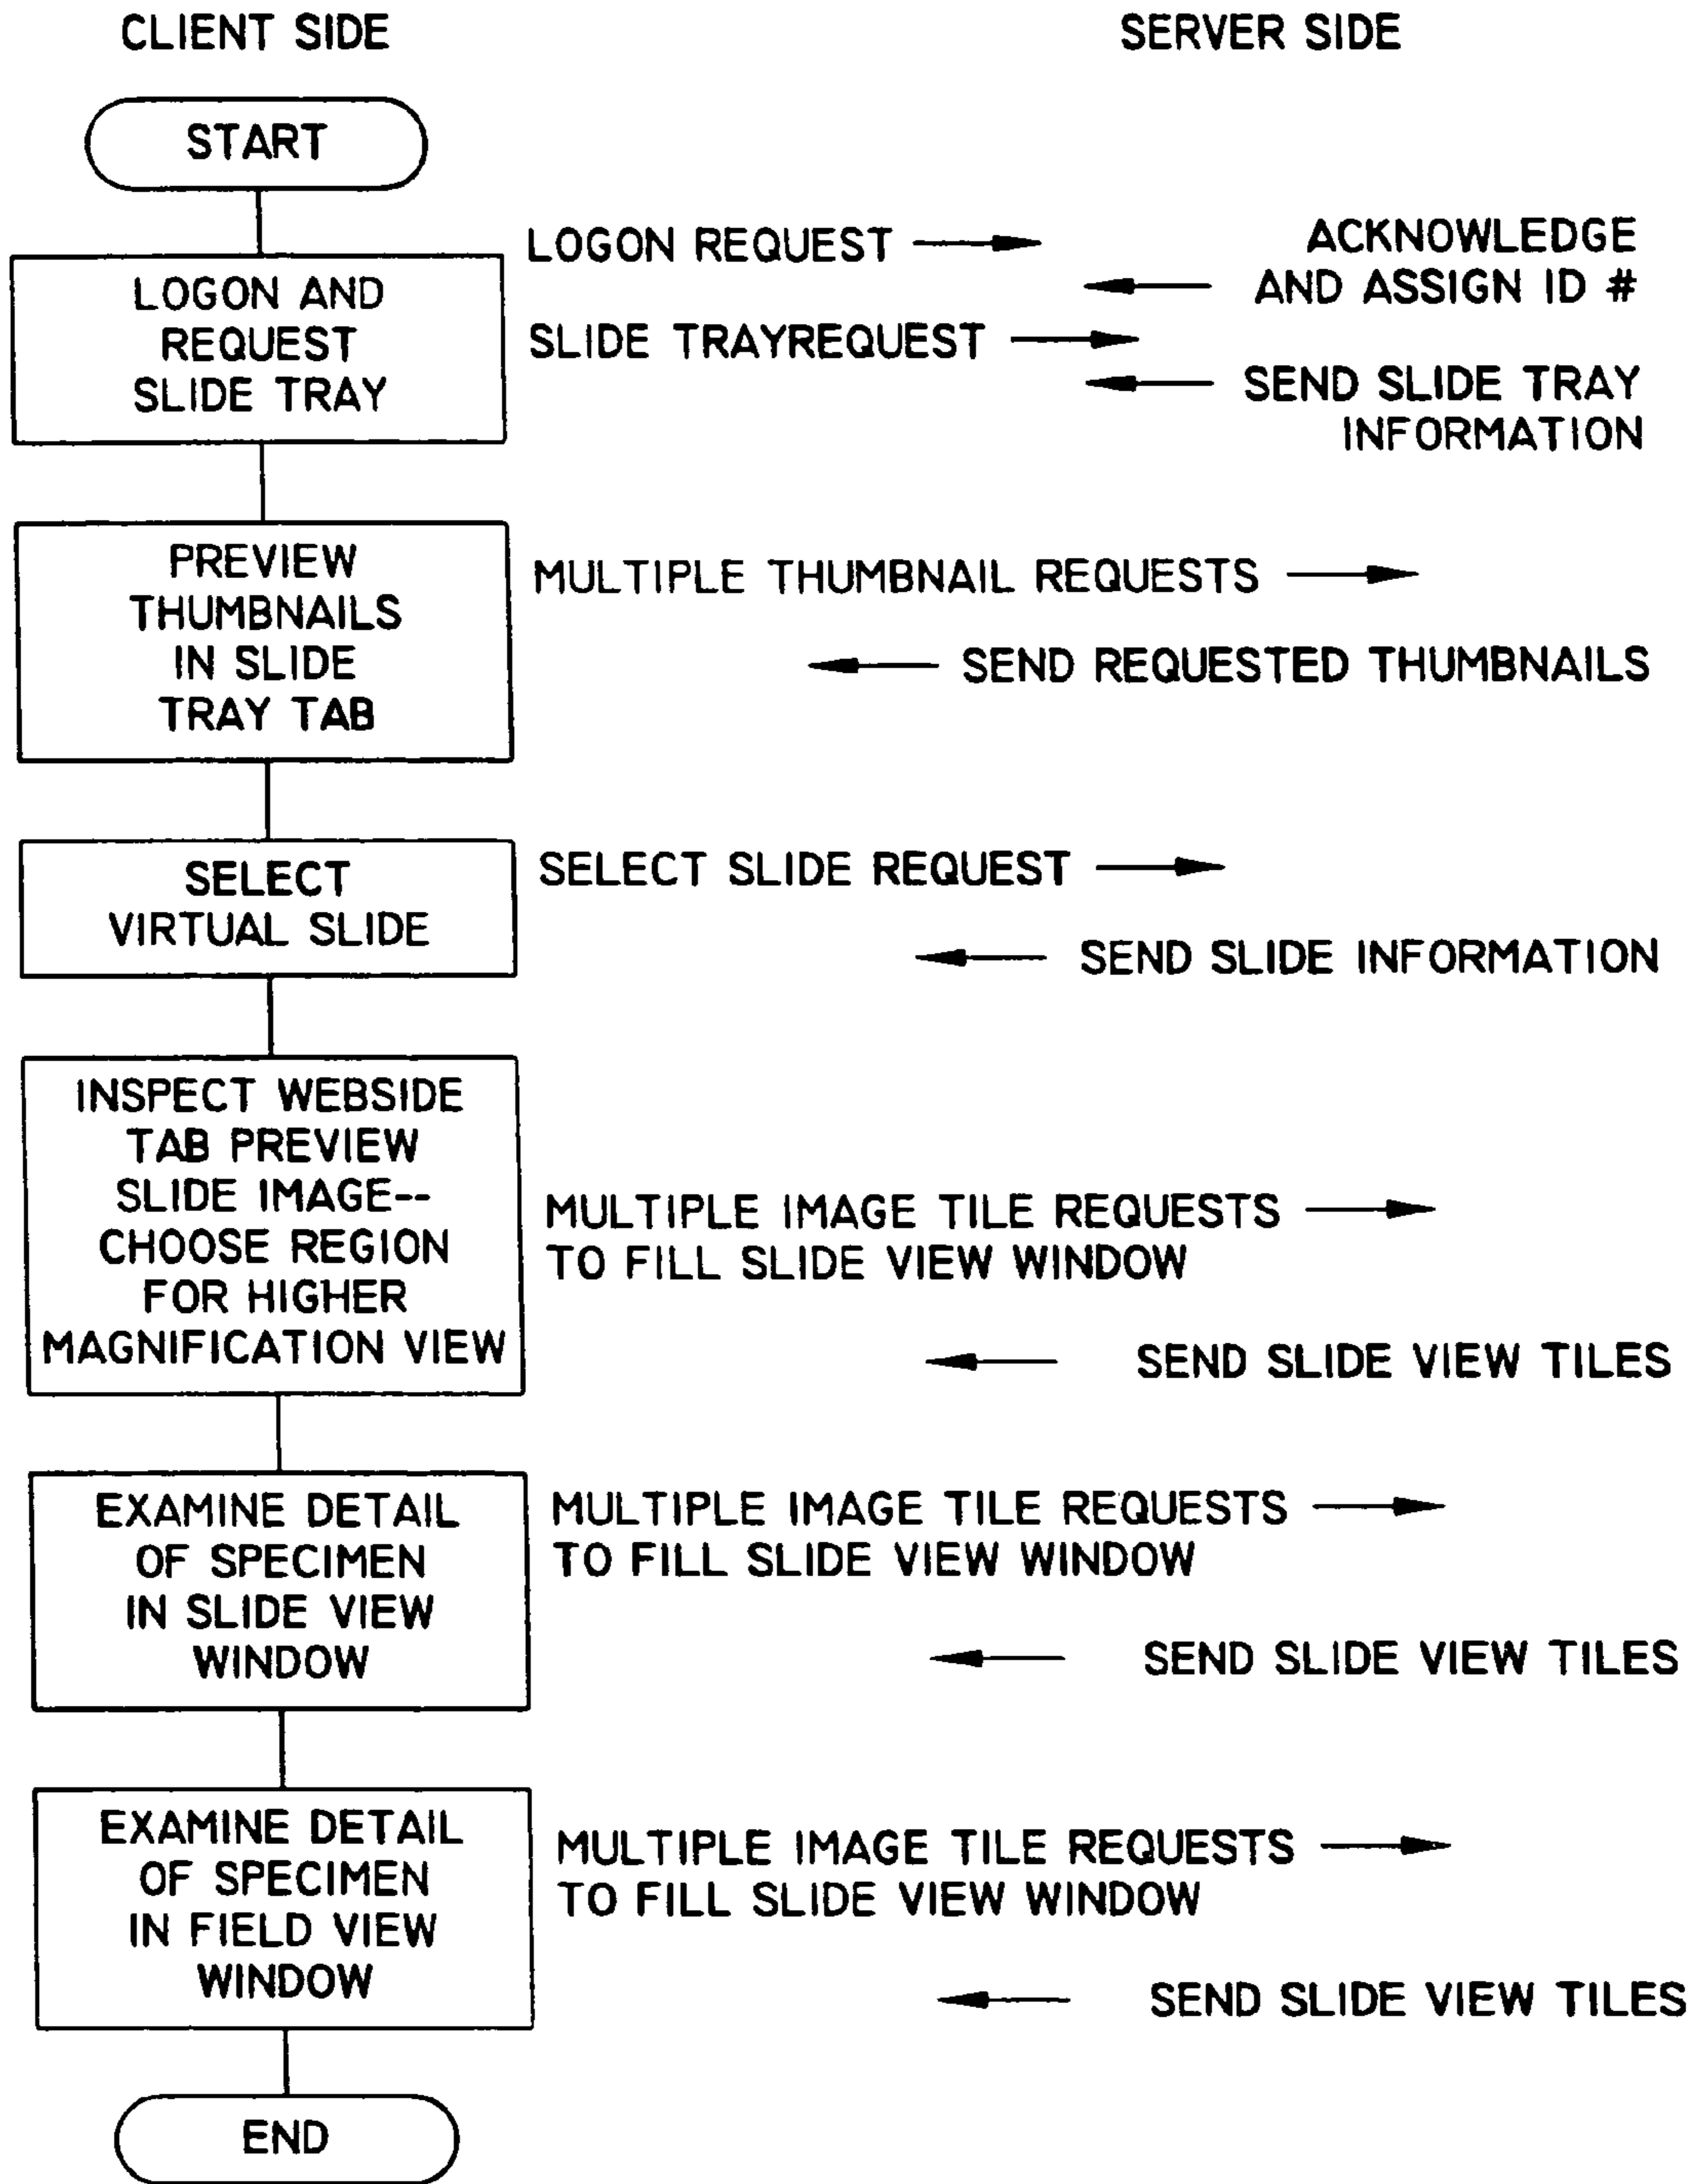 CLIENT SIDE
SERVER SIDE
START
LOGON AND
REQUEST
SLIDE TRAY
LOGON REQUEST
ACKNOWLEDGE
AND ASSIGN ID #
SLIDE TRAYREQUEST
SEND SLIDE TRAY
INFORMATION
PREVIEW
THUMBNAILS
IN SLIDE
TRAY TAB
MULTIPLE THUMBNAIL REQUESTS
SEND REQUESTED THUMBNAILS
SELECT
VIRTUAL SLIDE
SELECT SLIDE REQUEST
SEND SLIDE INFORMATION
INSPECT WEBSIDE
TAB PREVIEW
SLIDE IMAGE--
CHOOSE REGION
FOR HIGHER
MAGNIFICATION VIEW
MULTIPLE IMAGE TILE REQUESTS
TO FILL SLIDE VIEW WINDOW
SEND SLIDE VIEW TILES
EXAMINE DETAIL
OF SPECIMEN
IN SLIDE VIEW
WINDOW
MULTIPLE IMAGE TILE REQUESTS
TO FILL SLIDE VIEW WINDOW
SEND SLIDE VIEW TILES
EXAMINE DETAIL
OF SPECIMEN
IN FIELD VIEW
WINDOW
MULTIPLE IMAGE TILE REQUESTS
TO FILL SLIDE VIEW WINDOW
SEND SLIDE VIEW TILES
END